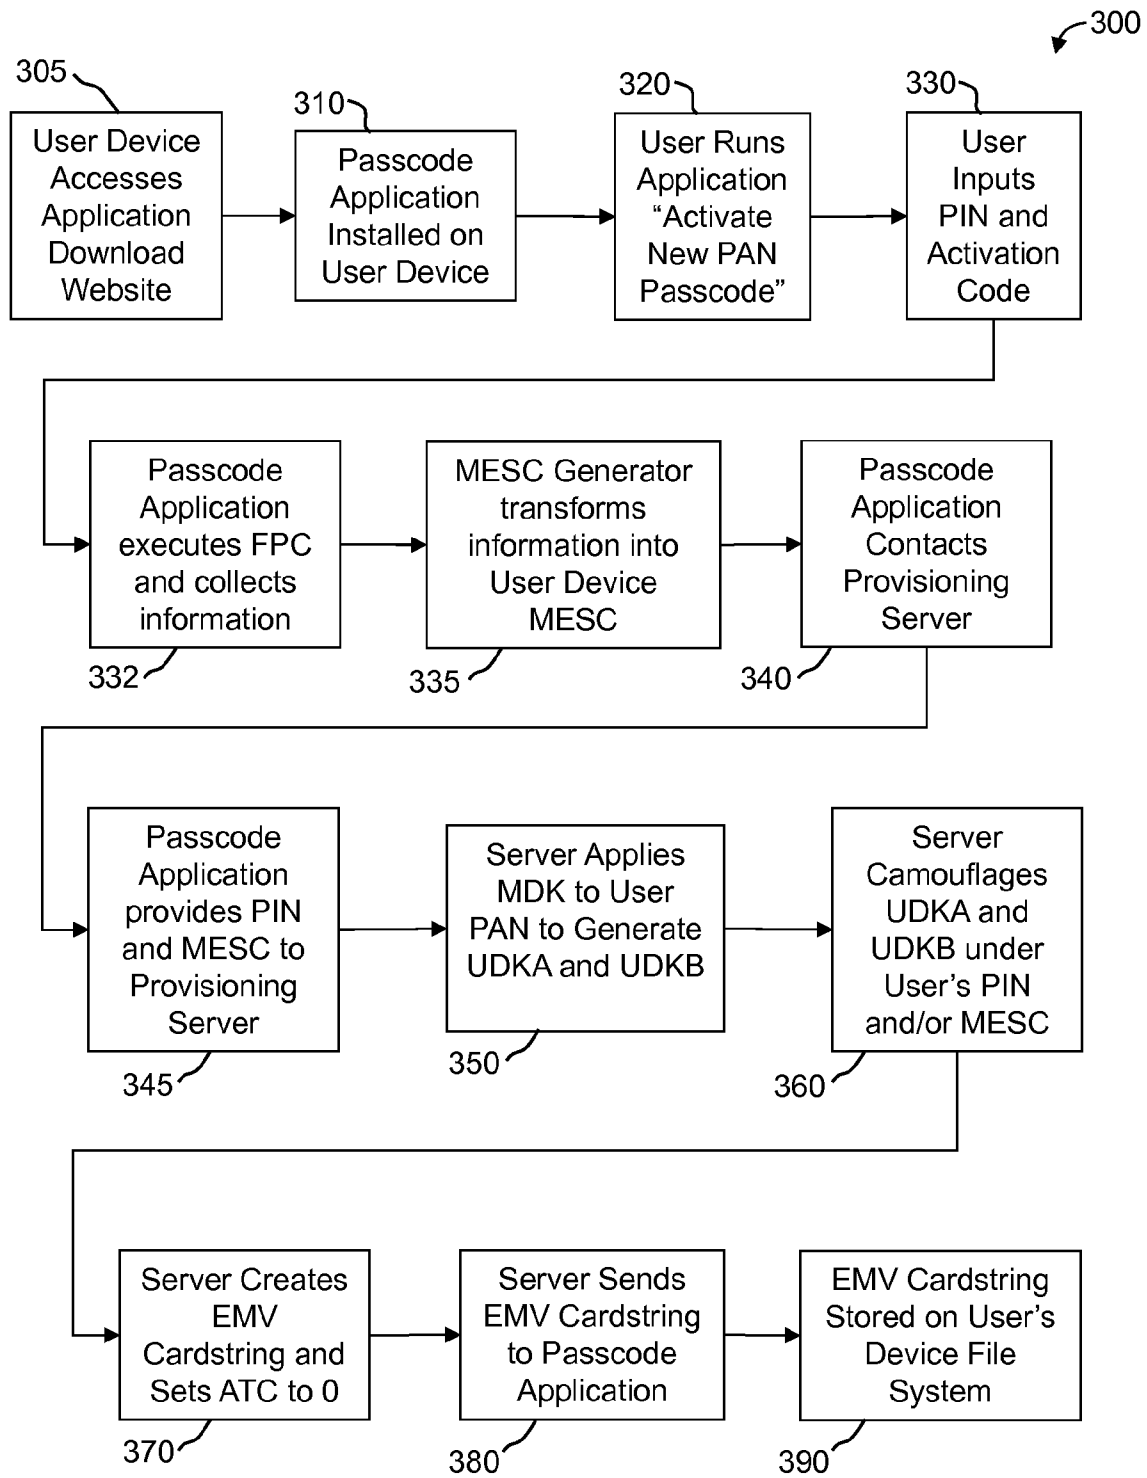 300
305
User Device
Accesses
Application
Download
Website
310
Passcode
Application
Installed on
User Device
320
User Runs
Application
“Activate
New PAN
Passcode”
330
User
Inputs
PIN and
Activation
Code
Passcode
Application
executes FPC
and collects
information
332
MESC Generator
transforms
information into
User Device
MESC
335
Passcode
Application
Contacts
Provisioning
Server
340
Passcode
Application
provides PIN
and MESC to
Provisioning
Server
345
Server Applies
MDK to User
PAN to Generate
UDKA and UDKB
350
Server
Camouflages
UDKA and
UDKB under
User’s PIN
and/or MESC
360
Server Creates
EMV
Cardstring and
Sets ATC to 0
370
Server Sends
EMV Cardstring
to Passcode
Application
380
EMV Cardstring
Stored on User’s
Device File
System
390